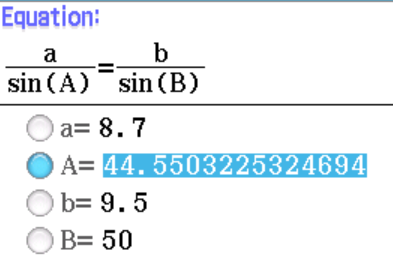 Equation:
a/sin(A)=b/sin(B)
a= 8.7
A= 44.5503225324694
b= 9.5
B= 50